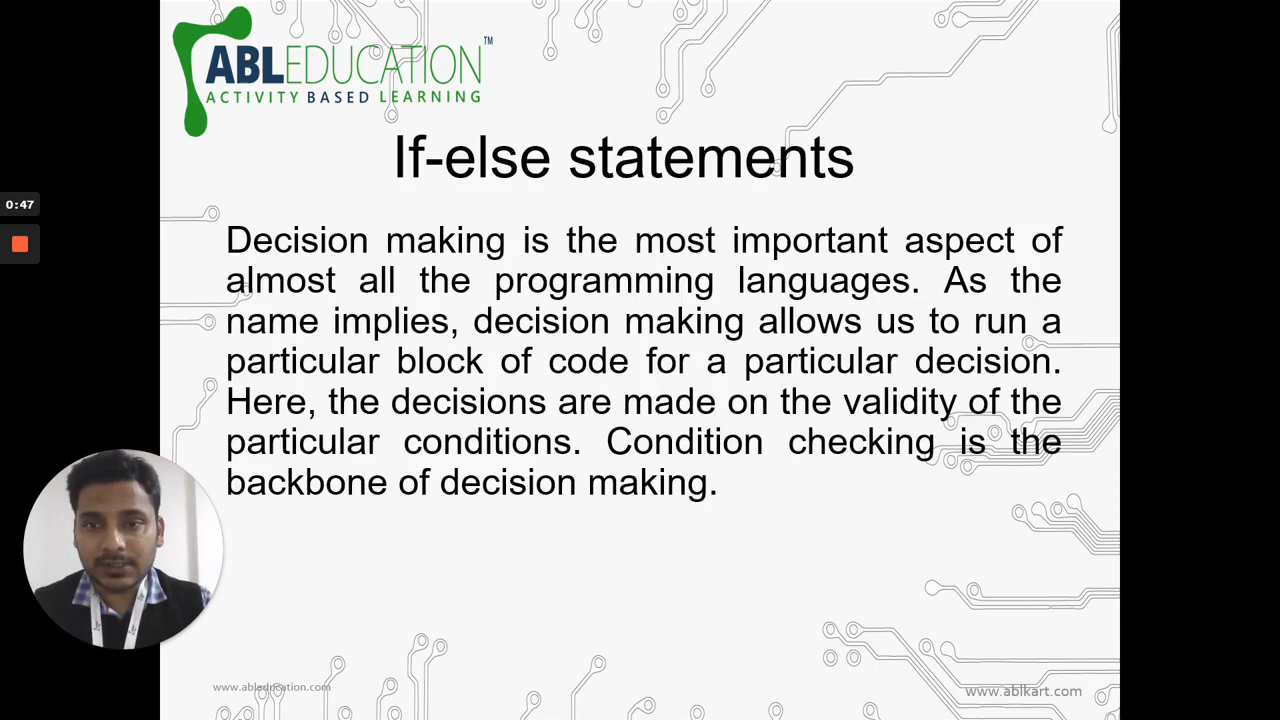 ABLEDUCATION™
ACTIVITY BASED LEARNING
If-else statements
0:47
Decision making is the most important aspect of
almost all the programming languages. As the
name implies, decision making allows us to run a
particular block of code for a particular decision.
Here, the decisions are made on the validity of the
particular conditions. Condition checking is the
backbone of decision making.
www.ableducation.com
www.ablkart.com